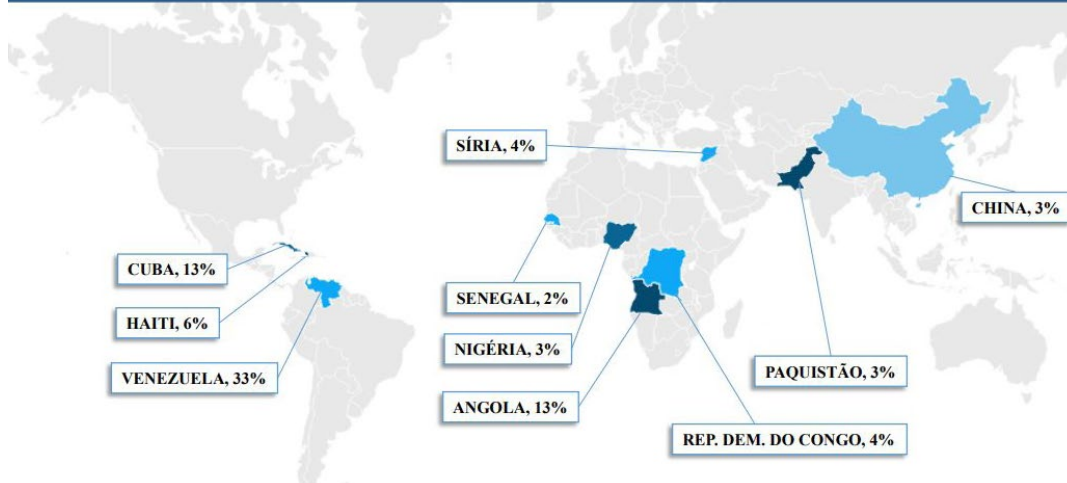 SÍRIA, 4%
CHINA, 3%
CUBA, 13%
SENEGAL, 2%
HAITI, 6%
NIGÉRIA, 3%
VENEZUELA, 33%
PAQUISTÃO, 3%
ANGOLA, 13%
REP. DEM. DO CONGO, 4%